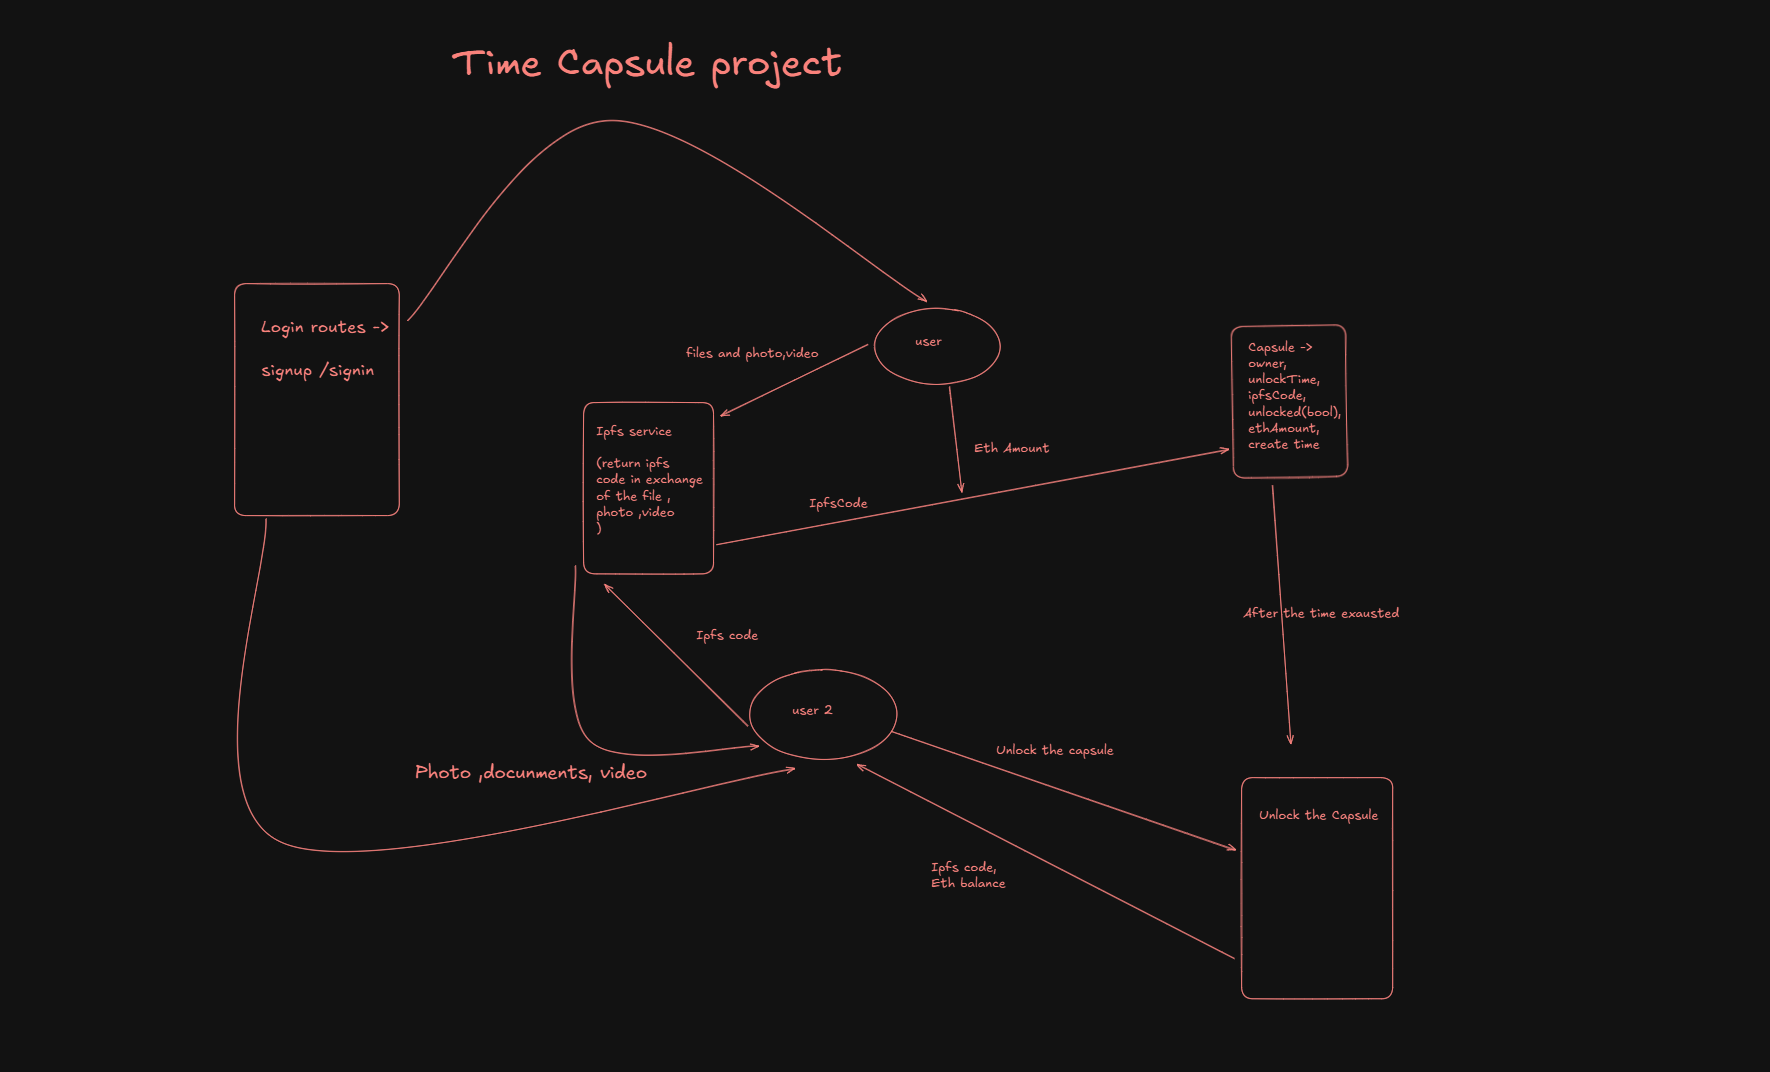 Time Capsule project
Login routes ->
signup /signin
user
files and photo,video
Ipfs service
(return ipfs
code in exchange
of the file ,
photo ,video
)
Eth Amount
IpfsCode
Capsule ->
owner,
unlockTime,
ipfsCode,
unlocked(bool),
ethAmount,
create time
After the time exausted
Ipfs code
user 2
Photo ,docunments, video
Unlock the capsule
Unlock the Capsule
Ipfs code,
Eth balance